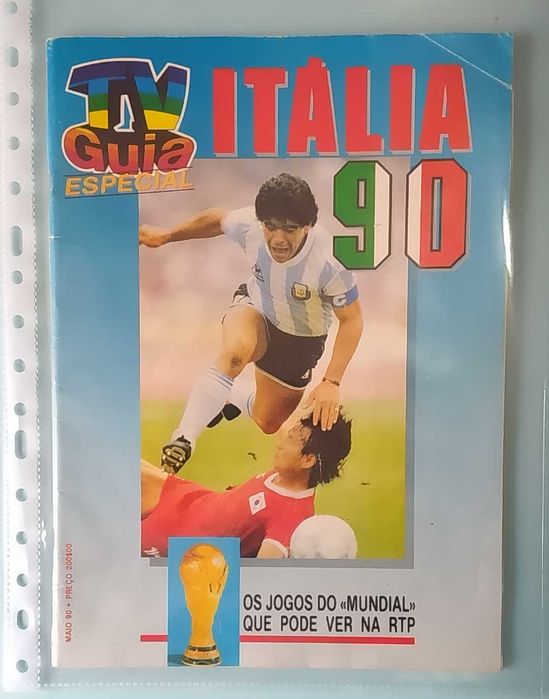 TV
Guia
ESPECIAL
ITÁLIA
90
C
OS JOGOS DO «MUNDIAL»
QUE PODE VER NA RTP
MAIO 90 • PREÇO 200$00